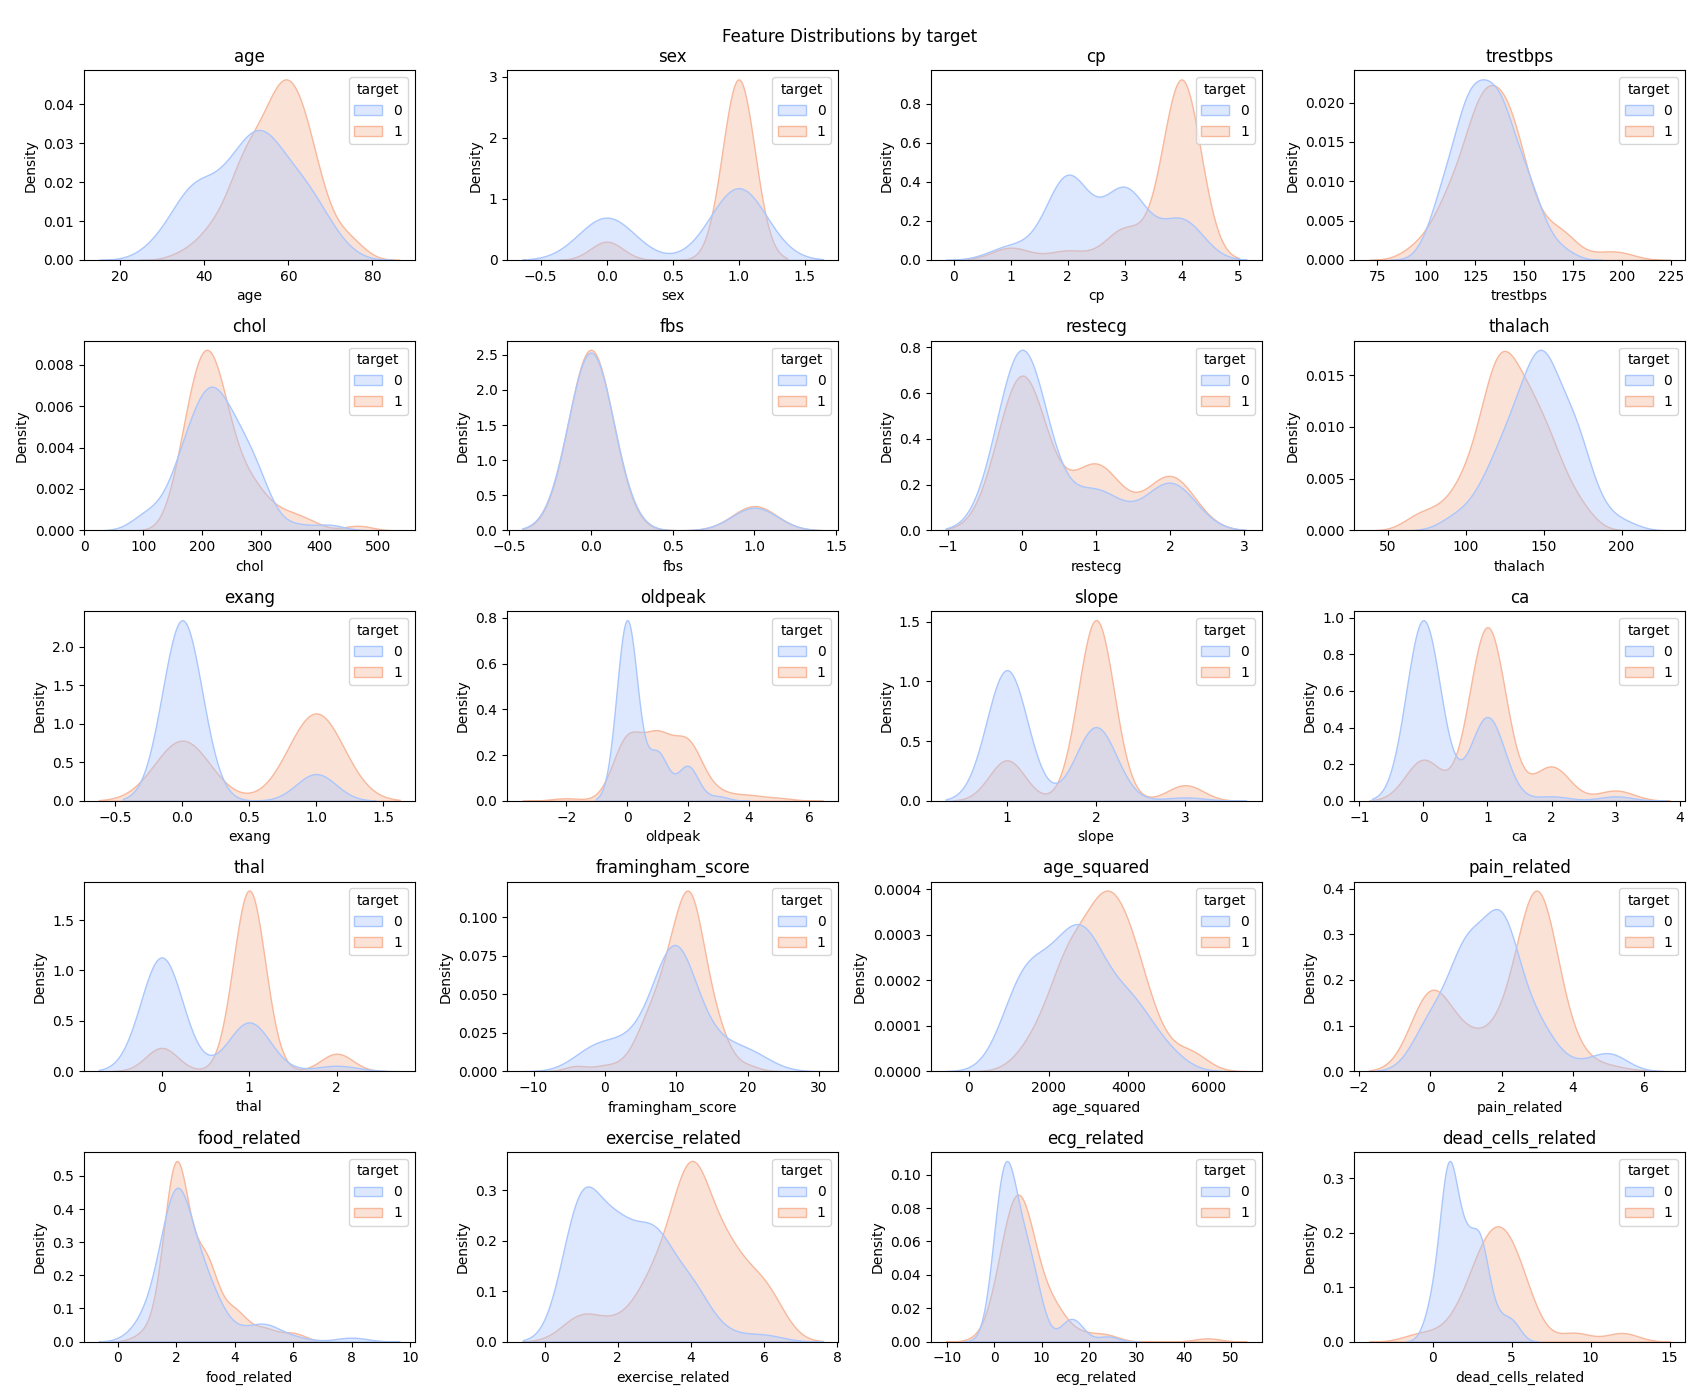 Feature Distributions by target
age
sex
cp
trestbps
Density
0.04
0.03
0.02
0.01
0.00
target
0
1
20 40 60 80
age
Density
3
2
1
0
target
0
1
−0.5 0.0 0.5 1.0 1.5
sex
Density
0.8
0.6
0.4
0.2
0.0
target
0
1
0 1 2 3 4 5
cp
Density
0.020
0.015
0.010
0.005
0.000
target
0
1
75 100 125 150 175 200 225
trestbps
chol
fbs
restecg
thalach
Density
0.008
0.006
0.004
0.002
0.000
target
0
1
0 100 200 300 400 500
chol
Density
2.5
2.0
1.5
1.0
0.5
0.0
target
0
1
−0.5 0.0 0.5 1.0 1.5
fbs
Density
0.8
0.6
0.4
0.2
0.0
target
0
1
−1 0 1 2 3
restecg
Density
0.015
0.010
0.005
0.000
target
0
1
50 100 150 200
thalach
exang
oldpeak
slope
ca
Density
2.0
1.5
1.0
0.5
0.0
target
0
1
−0.5 0.0 0.5 1.0 1.5
exang
Density
0.8
0.6
0.4
0.2
0.0
target
0
1
−2 0 2 4 6
oldpeak
Density
1.5
1.0
0.5
0.0
target
0
1
1 2 3
slope
Density
1.0
0.8
0.6
0.4
0.2
0.0
target
0
1
−1 0 1 2 3 4
ca
thal
framingham_score
age_squared
pain_related
Density
1.5
1.0
0.5
0.0
target
0
1
0 1 2
thal
Density
0.100
0.075
0.050
0.025
0.000
target
0
1
−10 0 10 20 30
framingham_score
Density
0.0004
0.0003
0.0002
0.0001
0.0000
target
0
1
0 2000 4000 6000
age_squared
Density
0.4
0.3
0.2
0.1
0.0
target
0
1
−2 0 2 4 6
pain_related
food_related
exercise_related
ecg_related
dead_cells_related
Density
0.5
0.4
0.3
0.2
0.1
0.0
target
0
1
0 2 4 6 8 10
food_related
Density
0.3
0.2
0.1
0.0
target
0
1
0 2 4 6 8
exercise_related
Density
0.10
0.08
0.06
0.04
0.02
0.00
target
0
1
−10 0 10 20 30 40 50
ecg_related
Density
0.3
0.2
0.1
0.0
target
0
1
0 5 10 15
dead_cells_related